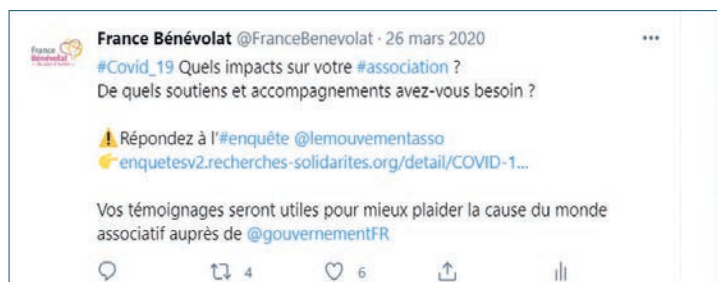 France Bénévolat @FranceBenevolat · 26 mars 2020
France
Bénévolat
#Covid_19 Quels impacts sur votre #association ?
De quels soutiens et accompagnements avez-vous besoin ?
⚠️Répondez à l'#enquête @lemouvementasso
👉enquetesv2.recherches-solidarites.org/detail/COVID-1...
Vos témoignages seront utiles pour mieux plaider la cause du monde
associatif auprès de @gouvernementFR
4 6